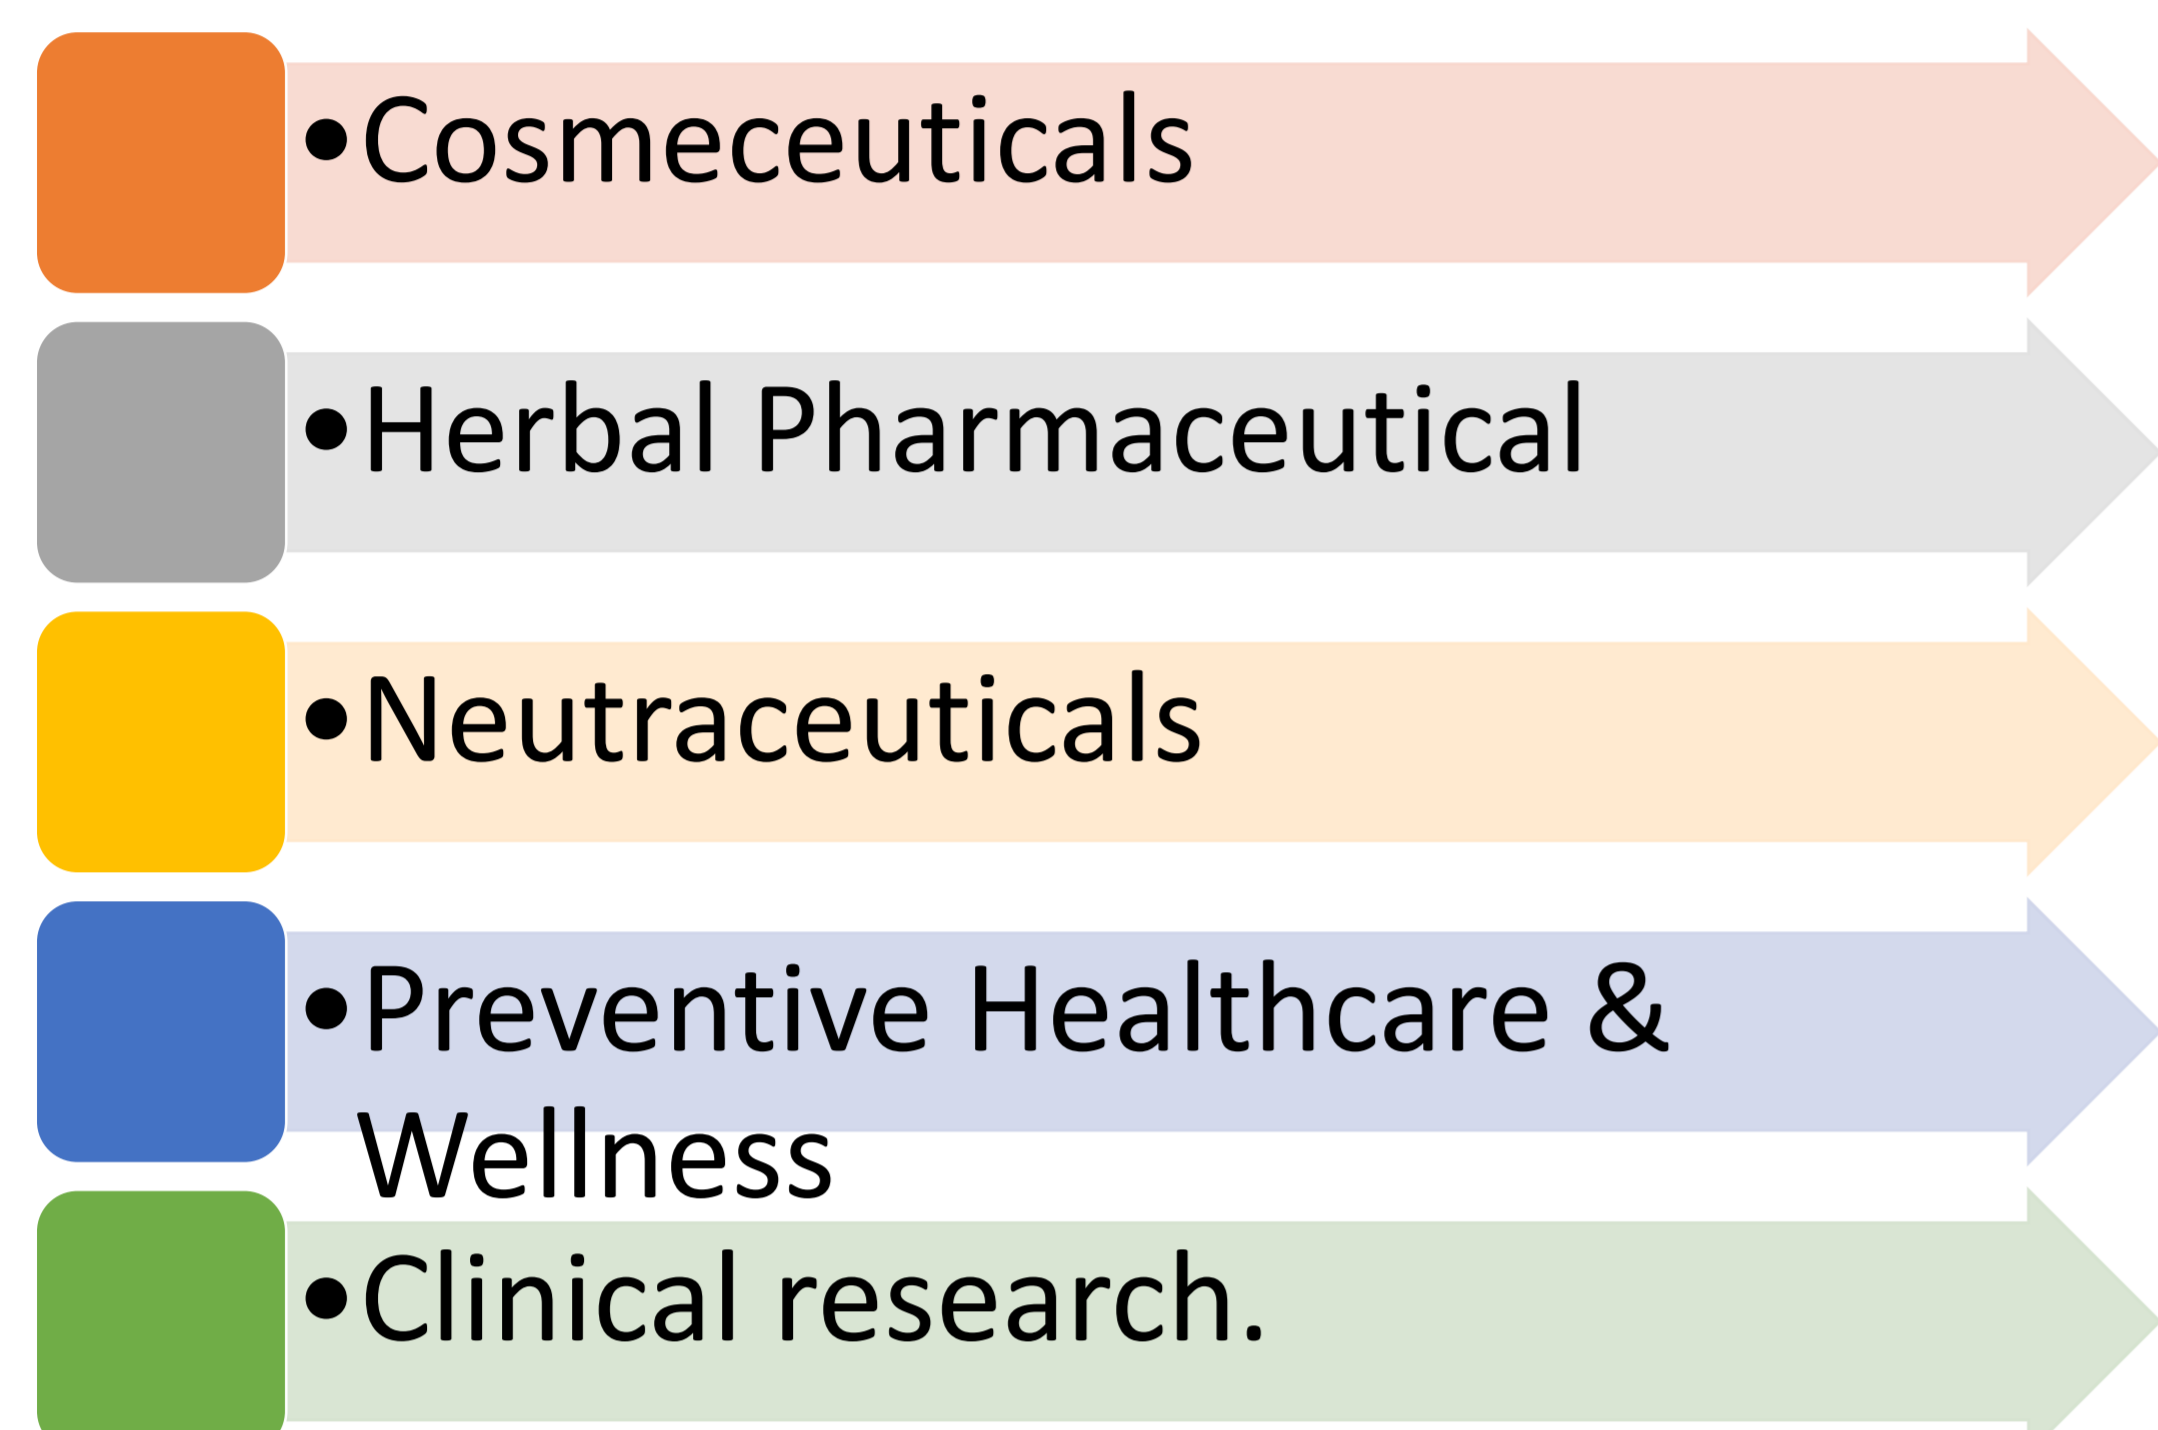 •Cosmeceuticals
•Herbal Pharmaceutical
•Neutraceuticals
•Preventive Healthcare &
Wellness
•Clinical research.